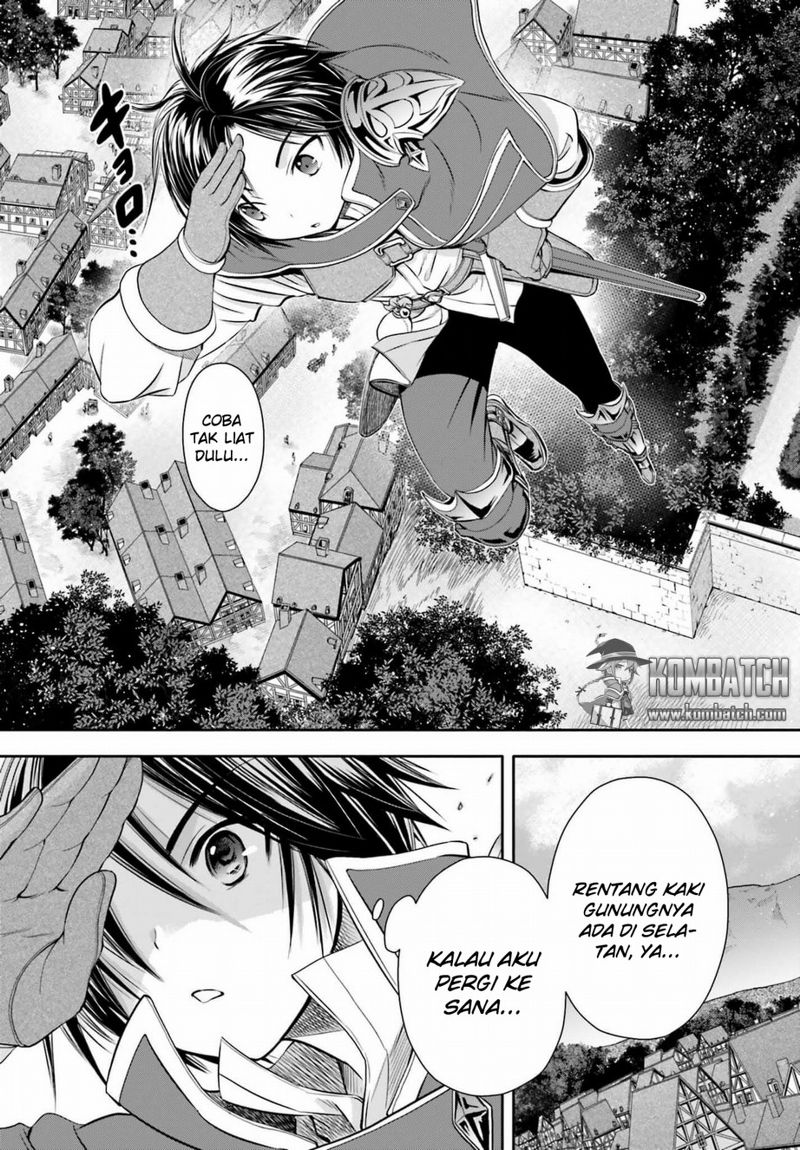 キョロ…
COBA
TAK LIAT
DULU...
KOMBATCH
www.kombatch.com
RENTANG KAKI
GUNUNGNYA
ADA DI SELA-
TAN, YA...
KALAU AKU
PERGI KE
SANA...